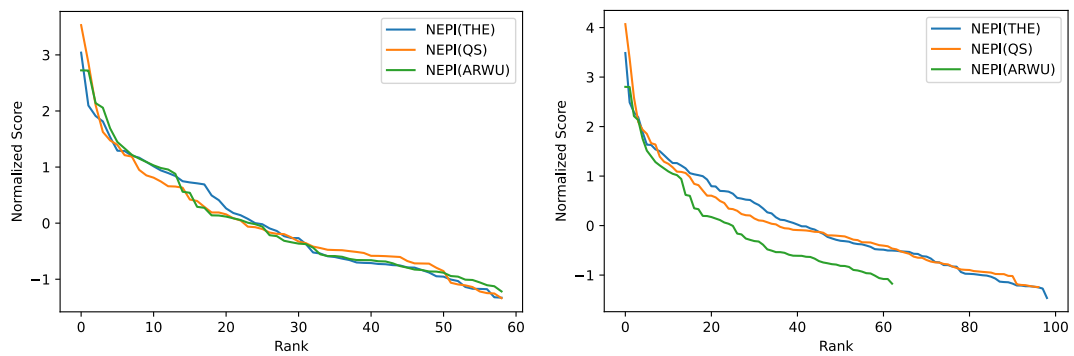 NEPI(THE)
NEPI(QS)
NEPI(ARWU)
3
2
1
0
−1
Normalized Score
0 10 20 30 40 50 60
Rank
NEPI(THE)
NEPI(QS)
NEPI(ARWU)
4
3
2
1
0
−1
Normalized Score
0 20 40 60 80 100
Rank